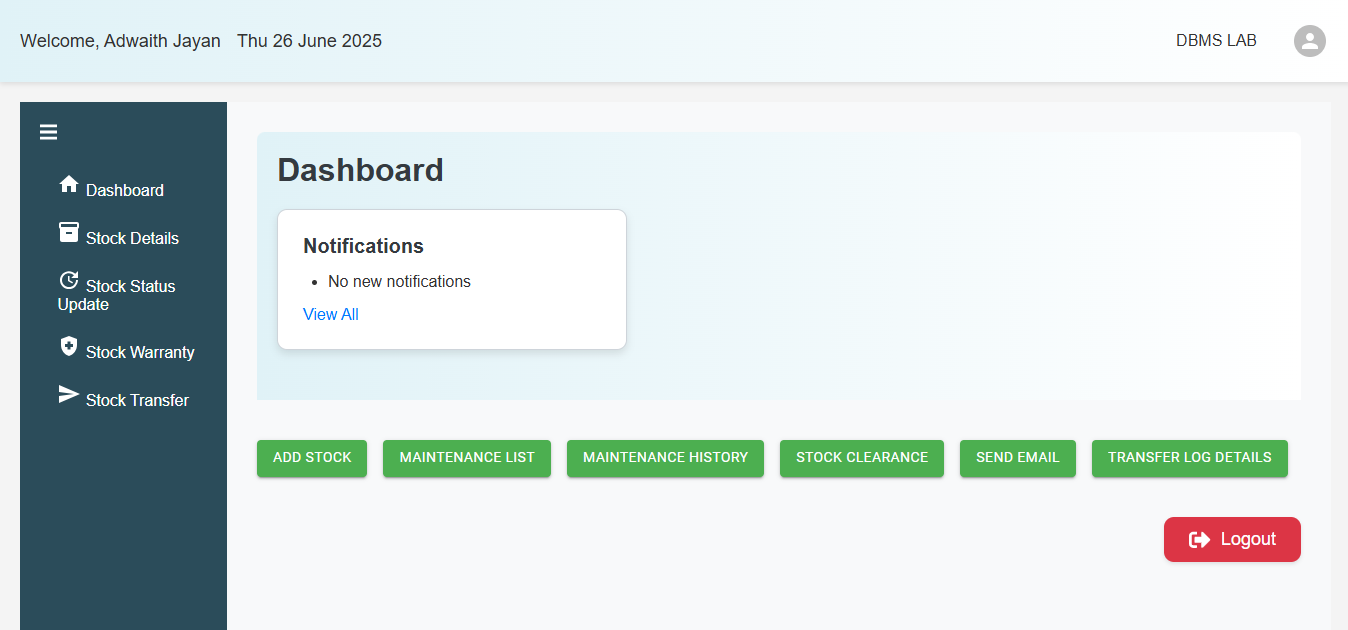 Welcome, Adwaith Jayan Thu 26 June 2025 DBMS LAB
Dashboard
Stock Details
Stock Status
Update
Stock Warranty
Stock Transfer
Dashboard
Notifications
• No new notifications
View All
ADD STOCK MAINTENANCE LIST MAINTENANCE HISTORY STOCK CLEARANCE SEND EMAIL TRANSFER LOG DETAILS
Logout